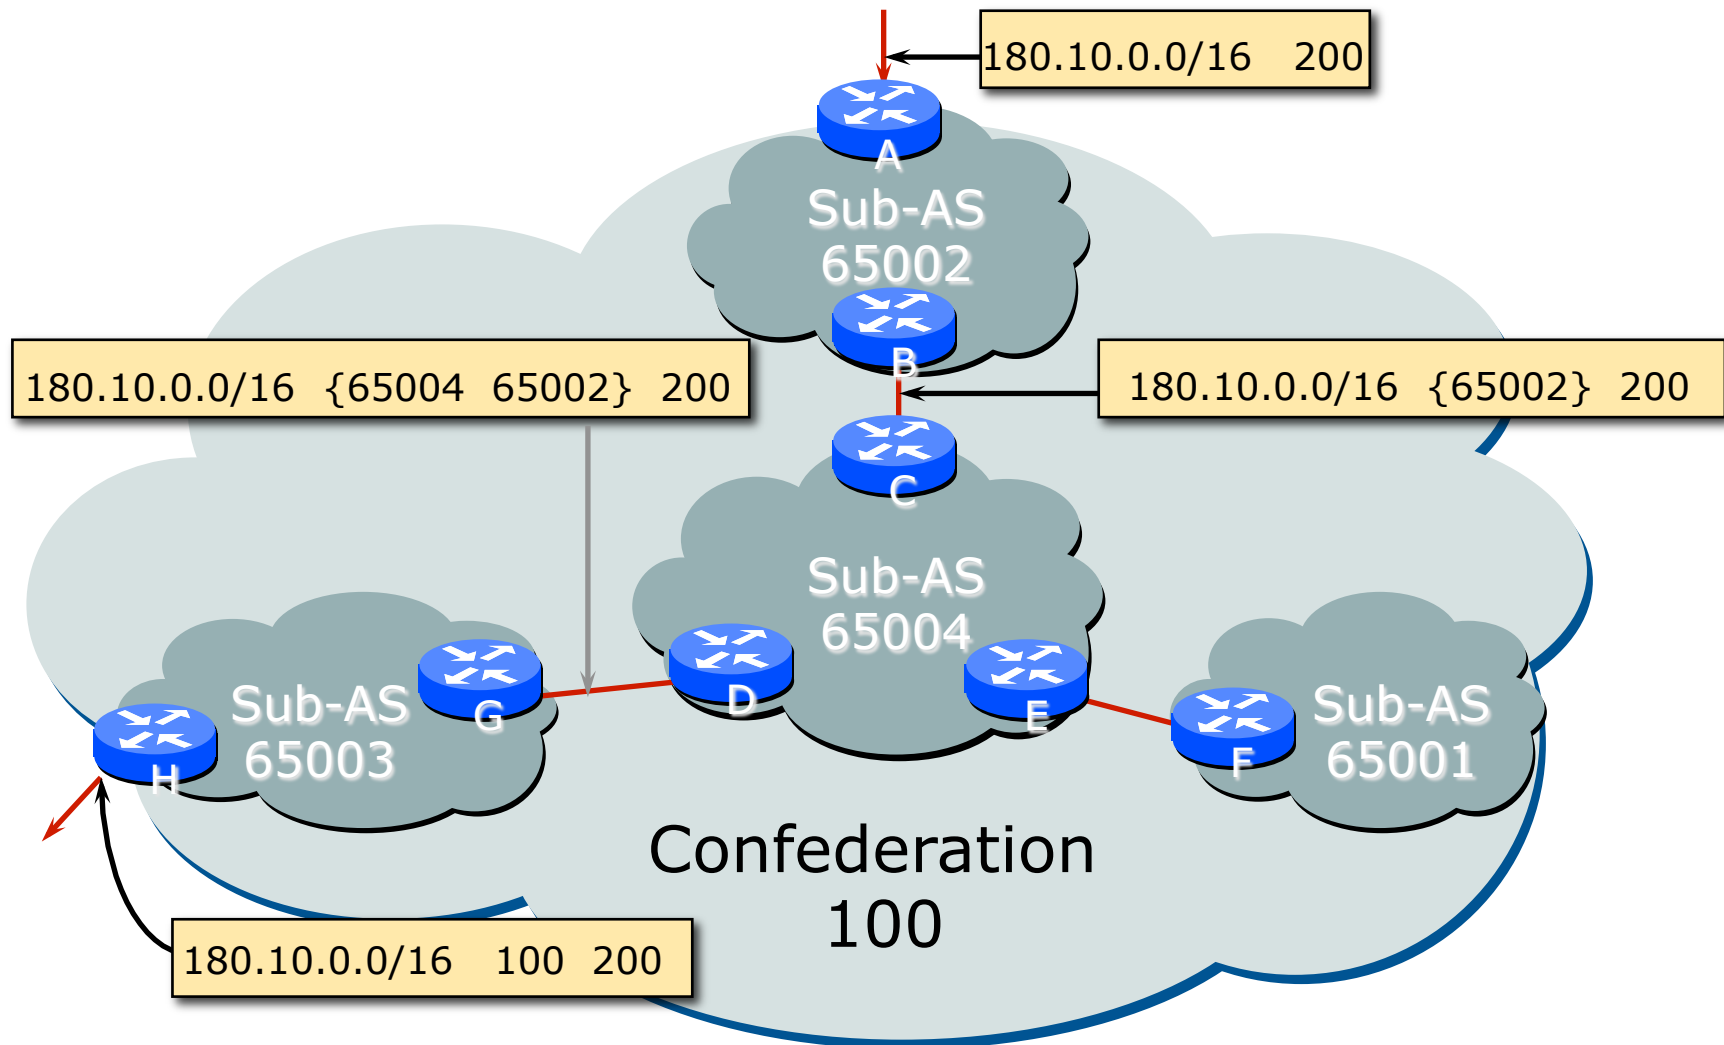 180.10.0.0/16 200
A
Sub-AS
65002
B
180.10.0.0/16 {65004 65002} 200
180.10.0.0/16 {65002} 200
C
Sub-AS
65004
D
E
G
Sub-AS
65003
H
F
Sub-AS
65001
Confederation
100
180.10.0.0/16 100 200